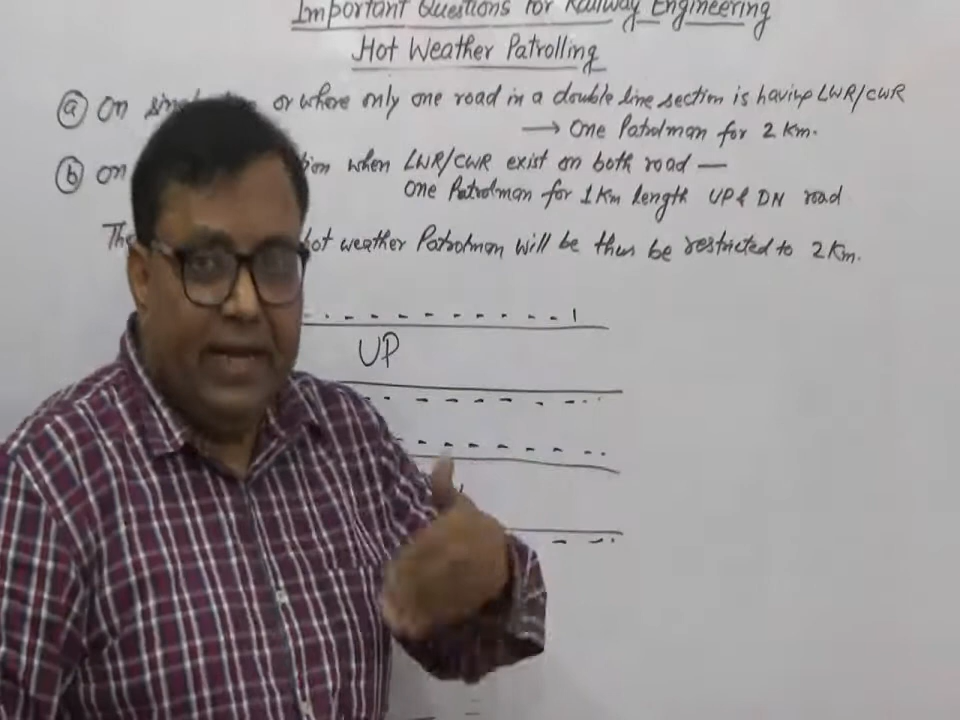 Important Questions for Railway Engineering
Hot Weather Patrolling
(a) On or where only one road in a double line section is having LWR/CWR
→ One Patrolman for 2 Km.
(b) On when LWR/CWR exist on both road —
One Patrolman for 1 Km length UP & DN road
hot weather Patrolman will be thus be restricted to 2 Km.
UP